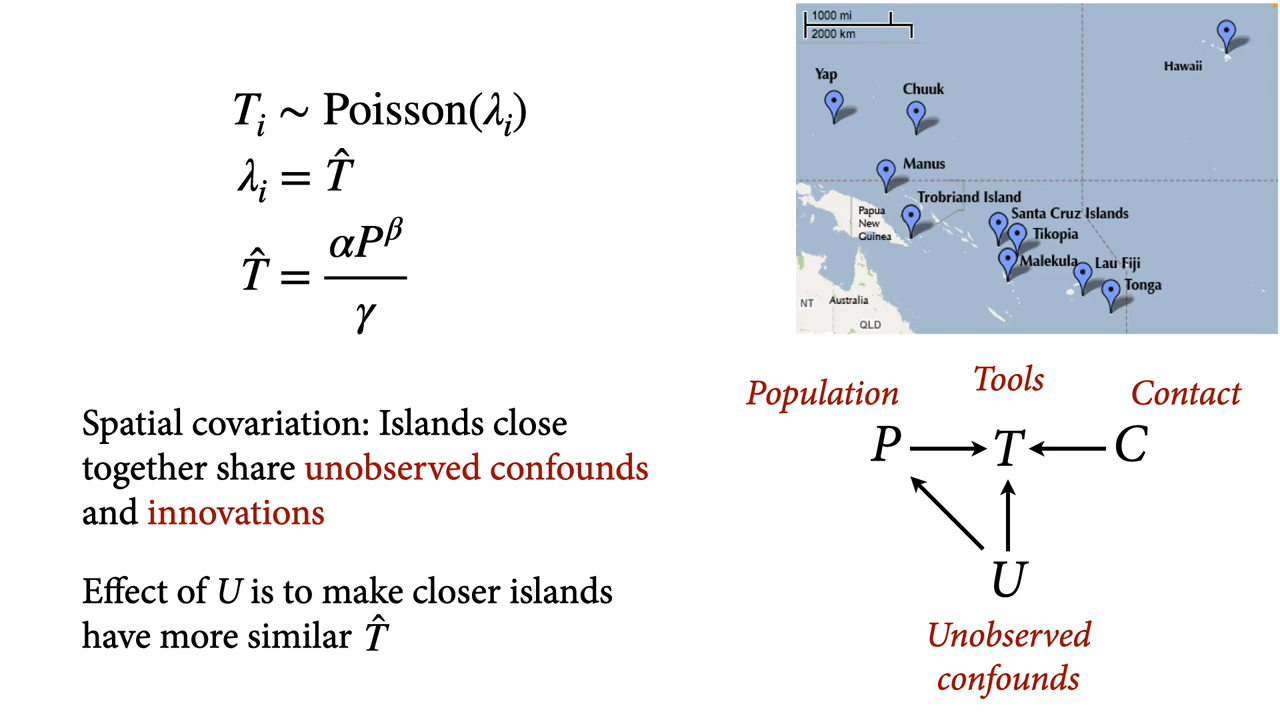 T_i ~ Poisson(λ_i)
λ_i = T̂
T̂ = αP^β / γ
Spatial covariation: Islands close
together share unobserved confounds
and innovations
Effect of U is to make closer islands
have more similar T̂
1000 mi
2000 km
Hawaii
Yap
Chuuk
Manus
Trobriand Island
Papua
New
Guinea
Santa Cruz Islands
Tikopia
Malekula
Lau Fiji
Tonga
NT
Australia
QLD
Population
Tools
Contact
P → T ← C
U
Unobserved
confounds